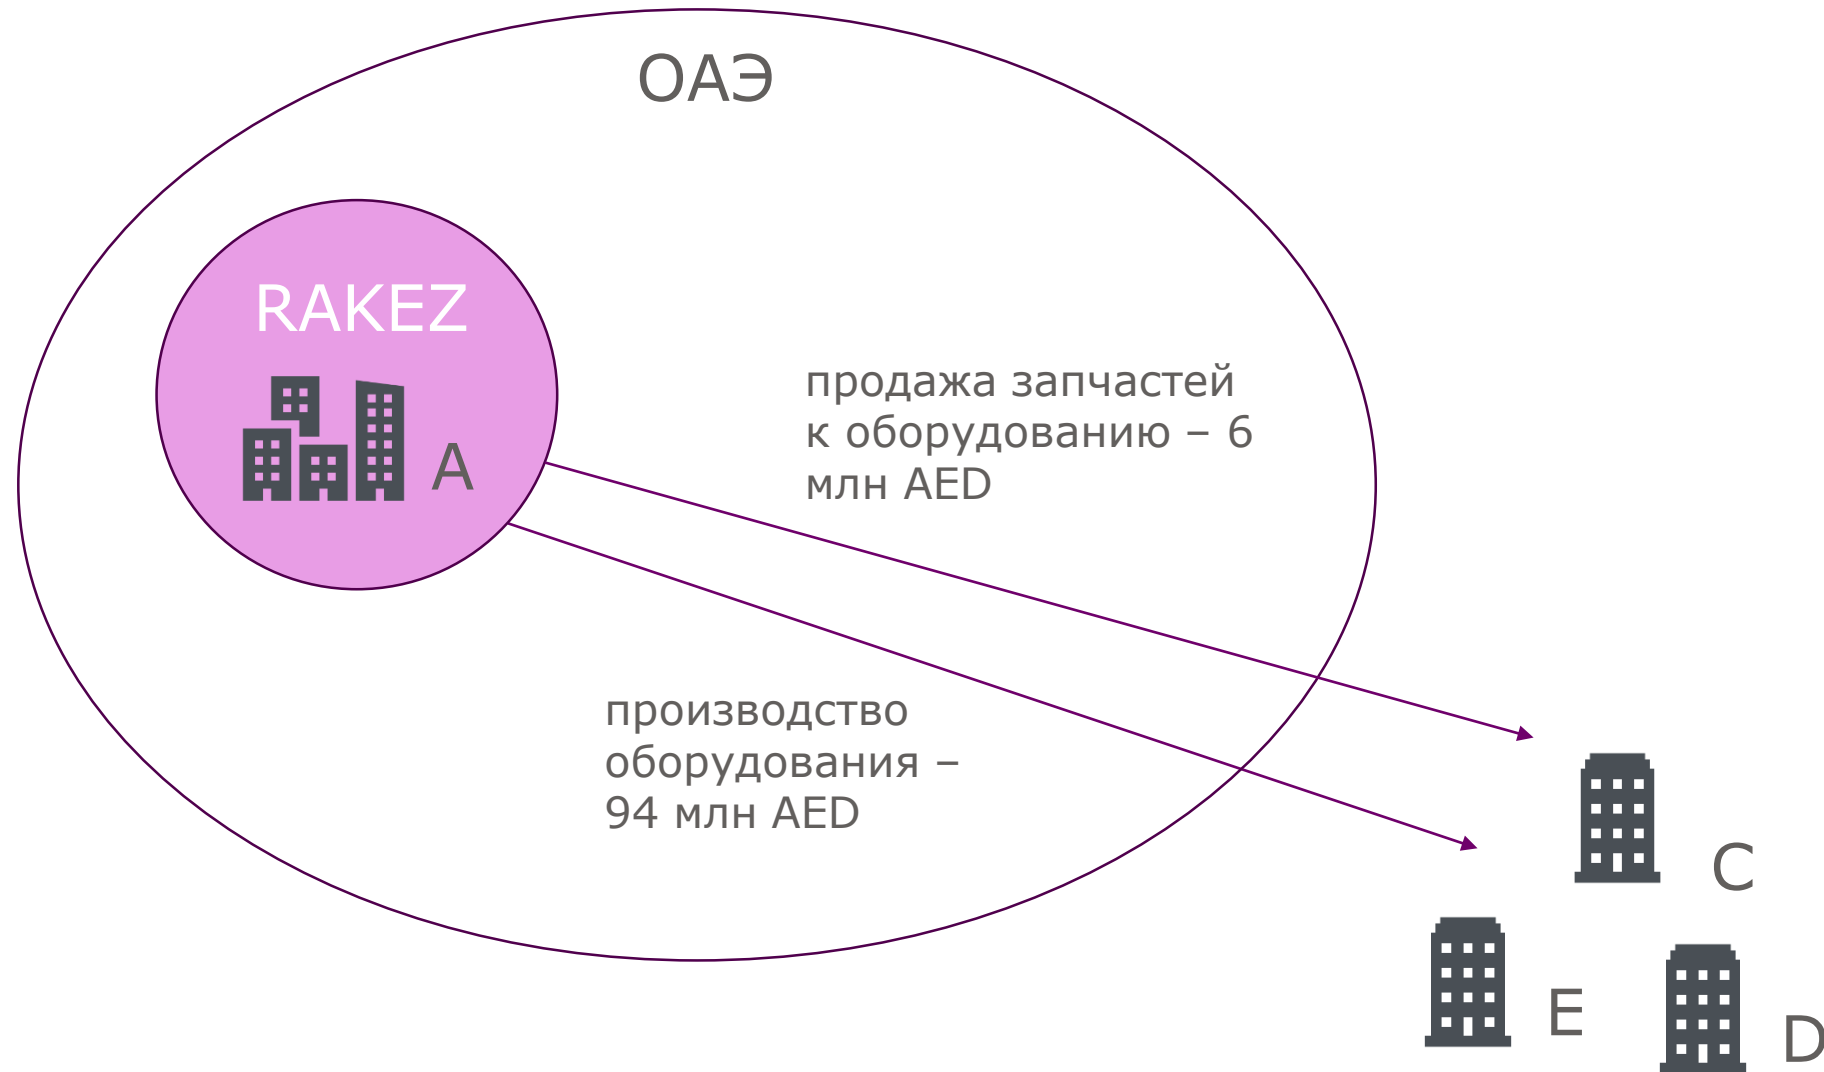 ОАЭ
RAKEZ
A
продажа запчастей
к оборудованию – 6
млн AED
производство
оборудования –
94 млн AED
C
E
D